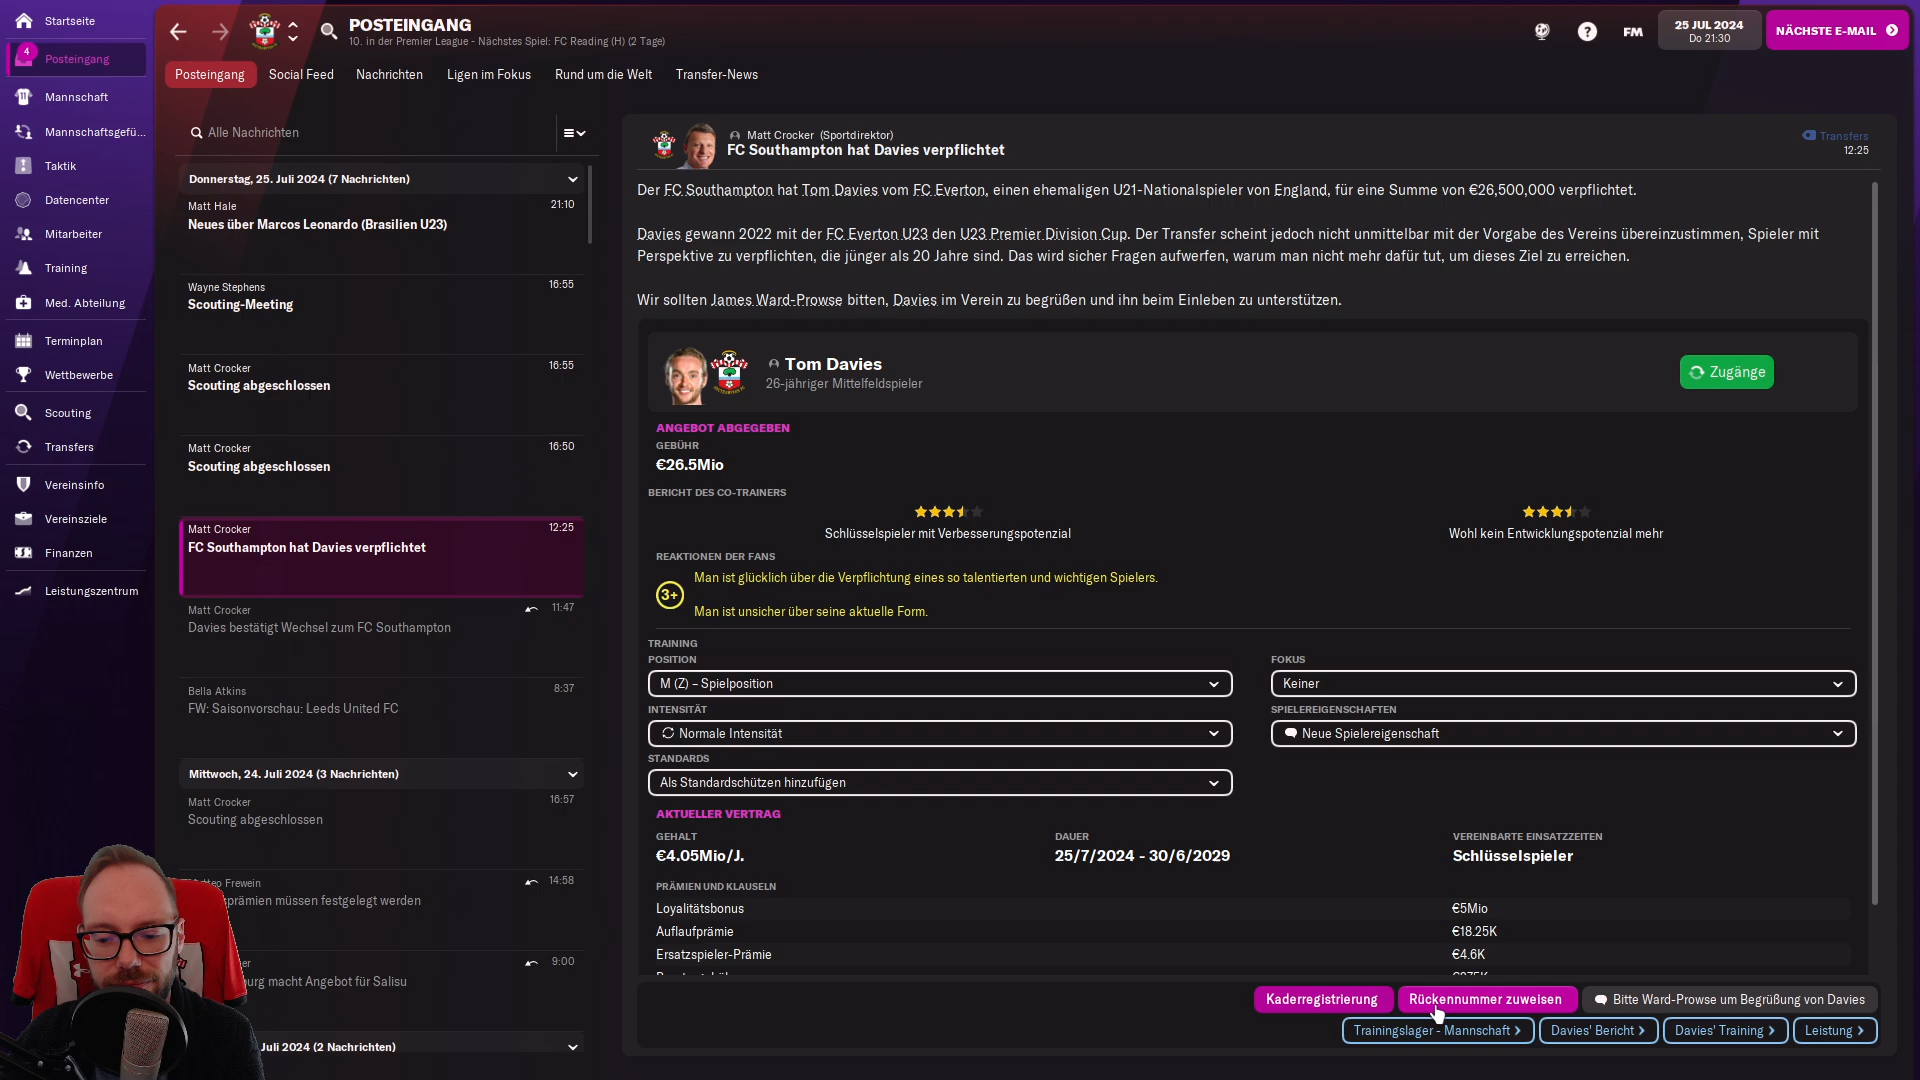 Startseite
4
Posteingang
Mannschaft
Mannschaftsgefü...
Taktik
Datencenter
Mitarbeiter
Training
Med. Abteilung
Terminplan
Wettbewerbe
Scouting
Transfers
Vereinsinfo
Vereinsziele
Finanzen
Leistungszentrum
POSTEINGANG
10. in der Premier League - Nächstes Spiel: FC Reading (H) (2 Tage)
FM
25 JUL 2024
Do 21:30
NÄCHSTE E-MAIL
Posteingang
Social Feed
Nachrichten
Ligen im Fokus
Rund um die Welt
Transfer-News
Alle Nachrichten
Donnerstag, 25. Juli 2024 (7 Nachrichten)
Matt Hale
21:10
Neues über Marcos Leonardo (Brasilien U23)
Wayne Stephens
16:55
Scouting-Meeting
Matt Crocker
16:55
Scouting abgeschlossen
Matt Crocker
16:50
Scouting abgeschlossen
Matt Crocker
12:25
FC Southampton hat Davies verpflichtet
Matt Crocker
11:47
Davies bestätigt Wechsel zum FC Southampton
Bella Atkins
8:37
FW: Saisonvorschau: Leeds United FC
Mittwoch, 24. Juli 2024 (3 Nachrichten)
Matt Crocker
16:57
Scouting abgeschlossen
Frewein
14:58
müssen festgelegt werden
9:00
macht Angebot für Salisu
Juli 2024 (2 Nachrichten)
Matt Crocker (Sportdirektor)
FC Southampton hat Davies verpflichtet
Transfers
12:25
Der FC Southampton hat Tom Davies vom FC Everton, einen ehemaligen U21-Nationalspieler von England, für eine Summe von €26,500,000 verpflichtet.
Davies gewann 2022 mit der FC Everton U23 den U23 Premier Division Cup. Der Transfer scheint jedoch nicht unmittelbar mit der Vorgabe des Vereins übereinzustimmen, Spieler mit
Perspektive zu verpflichten, die jünger als 20 Jahre sind. Das wird sicher Fragen aufwerfen, warum man nicht mehr dafür tut, um dieses Ziel zu erreichen.
Wir sollten James Ward-Prowse bitten, Davies im Verein zu begrüßen und ihn beim Einleben zu unterstützen.
Tom Davies
26-jähriger Mittelfeldspieler
Zugänge
ANGEBOT ABGEGEBEN
GEBÜHR
€26.5Mio
BERICHT DES CO-TRAINERS
Schlüsselspieler mit Verbesserungspotenzial
Wohl kein Entwicklungspotenzial mehr
REAKTIONEN DER FANS
3+
Man ist glücklich über die Verpflichtung eines so talentierten und wichtigen Spielers.
Man ist unsicher über seine aktuelle Form.
TRAINING
POSITION
FOKUS
M (Z) – Spielposition
Keiner
INTENSITÄT
SPIELEREIGENSCHAFTEN
Normale Intensität
Neue Spielereigenschaft
STANDARDS
Als Standardschützen hinzufügen
AKTUELLER VERTRAG
GEHALT
DAUER
VEREINBARTE EINSATZZEITEN
€4.05Mio/J.
25/7/2024 - 30/6/2029
Schlüsselspieler
PRÄMIEN UND KLAUSELN
Loyalitätsbonus
€5Mio
Auflaufprämie
€18.25K
Ersatzspieler-Prämie
€4.6K
Kaderregistrierung
Rückennummer zuweisen
Bitte Ward-Prowse um Begrüßung von Davies
Trainingslager - Mannschaft
Davies' Bericht
Davies' Training
Leistung